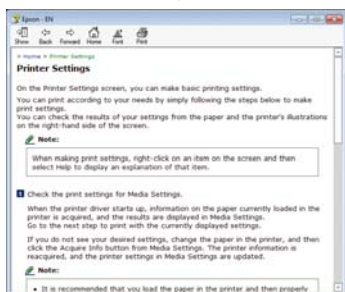 Epson - EN
Show Back Forward Home Font Print
> Home > Printer Settings
Printer Settings
On the Printer Settings screen, you can make basic printing settings.
You can print according to your needs by simply following the steps below to make
print settings.
You can check the results of your settings from the paper and the printer's illustrations
on the right-hand side of the screen.
Note:
When making print settings, right-click on an item on the screen and then
select Help to display an explanation of that item.
1 Check the print settings for Media Settings.
When the printer driver starts up, information on the paper currently loaded in the
printer is acquired, and the results are displayed in Media Settings.
Go to the next step to print with the currently displayed settings.
If you do not see your desired settings, change the paper in the printer, and then
click the Acquire Info button from Media Settings. The printer information is
reacquired, and the printer settings in Media Settings are updated.
Note:
• It is recommended that you load the paper in the printer and then properly